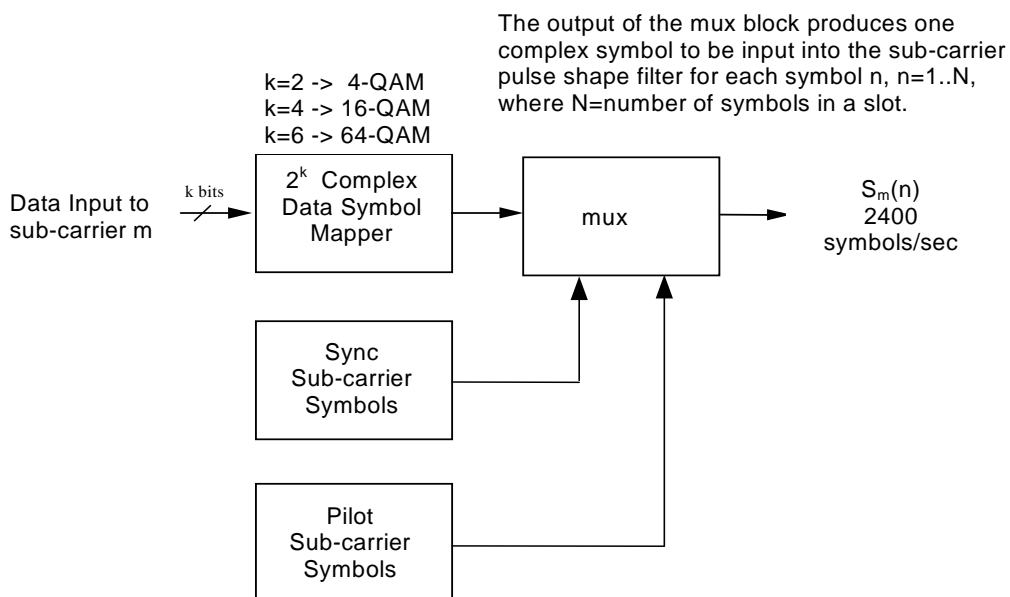 The output of the mux block produces one
complex symbol to be input into the sub-carrier
pulse shape filter for each symbol n, n=1..N,
where N=number of symbols in a slot.
k=2 -> 4-QAM
k=4 -> 16-QAM
k=6 -> 64-QAM
Data Input to
sub-carrier m
k bits
2^k Complex
Data Symbol
Mapper
mux
S_m(n)
2400
symbols/sec
Sync
Sub-carrier
Symbols
Pilot
Sub-carrier
Symbols